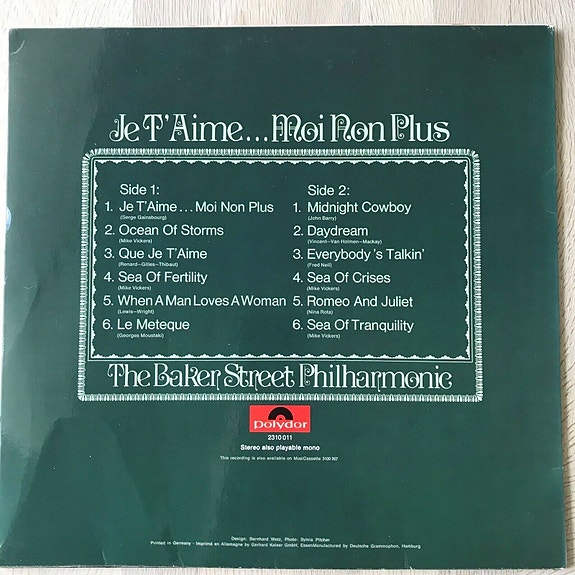 Je T'Aime...Moi Non Plus
Side 1:
1. Je T'Aime...Moi Non Plus
(Serge Gainsbourg)
2. Ocean Of Storms
(Mike Vickers)
3. Que Je T'Aime
(Renard-Gilles-Thibaut)
4. Sea Of Fertility
(Mike Vickers)
5. When A Man Loves A Woman
(Lewis-Wright)
6. Le Meteque
(Georges Moustaki)
Side 2:
1. Midnight Cowboy
(John Barry)
2. Daydream
(Vincent-Van Holmen-Mackay)
3. Everybody's Talkin'
(Fred Neil)
4. Sea Of Crises
(Mike Vickers)
5. Romeo And Juliet
(Nina Rota)
6. Sea Of Tranquility
(Mike Vickers)
The Baker Street Philharmonic
polydor
2310 011
Stereo also playable mono
This recording is also available on MusiCassette 3100 007
Design: Bernhard Wetz, Photo: Sylvia Pitcher
Printed in Germany - Imprimé en Allemagne by Gerhard Kaiser GmbH, Essen Manufactured by Deutsche Grammophon, Hamburg